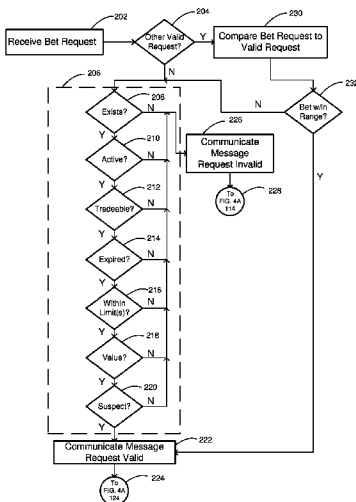 202
Receive Bet Request
204
Other Valid
Request?
Y
230
Compare Bet Request to
Valid Request
N
206
232
Bet w/in
Range?
N
Y
208
Exists?
N
Y
226
Communicate
Message
Request Invalid
210
Active?
N
Y
To
FIG. 4A
114
228
212
Tradeable?
N
Y
214
Expired?
N
Y
216
Within
Limit(s)?
N
Y
218
Value?
N
Y
220
Suspect?
N
Y
222
Communicate Message
Request Valid
To
FIG. 4A
124
224